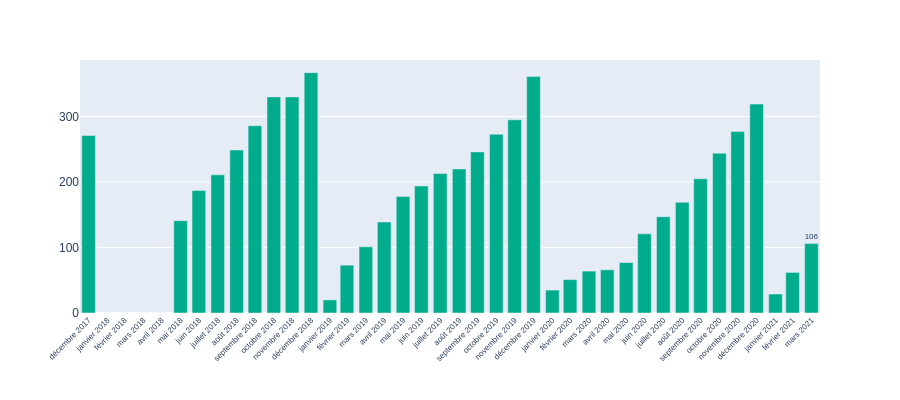 300
200
100
0
106
décembre 2017
janvier 2018
février 2018
mars 2018
avril 2018
mai 2018
juin 2018
juillet 2018
août 2018
septembre 2018
octobre 2018
novembre 2018
décembre 2018
janvier 2019
février 2019
mars 2019
avril 2019
mai 2019
juin 2019
juillet 2019
août 2019
septembre 2019
octobre 2019
novembre 2019
décembre 2019
janvier 2020
février 2020
mars 2020
avril 2020
mai 2020
juin 2020
juillet 2020
août 2020
septembre 2020
octobre 2020
novembre 2020
décembre 2020
janvier 2021
février 2021
mars 2021